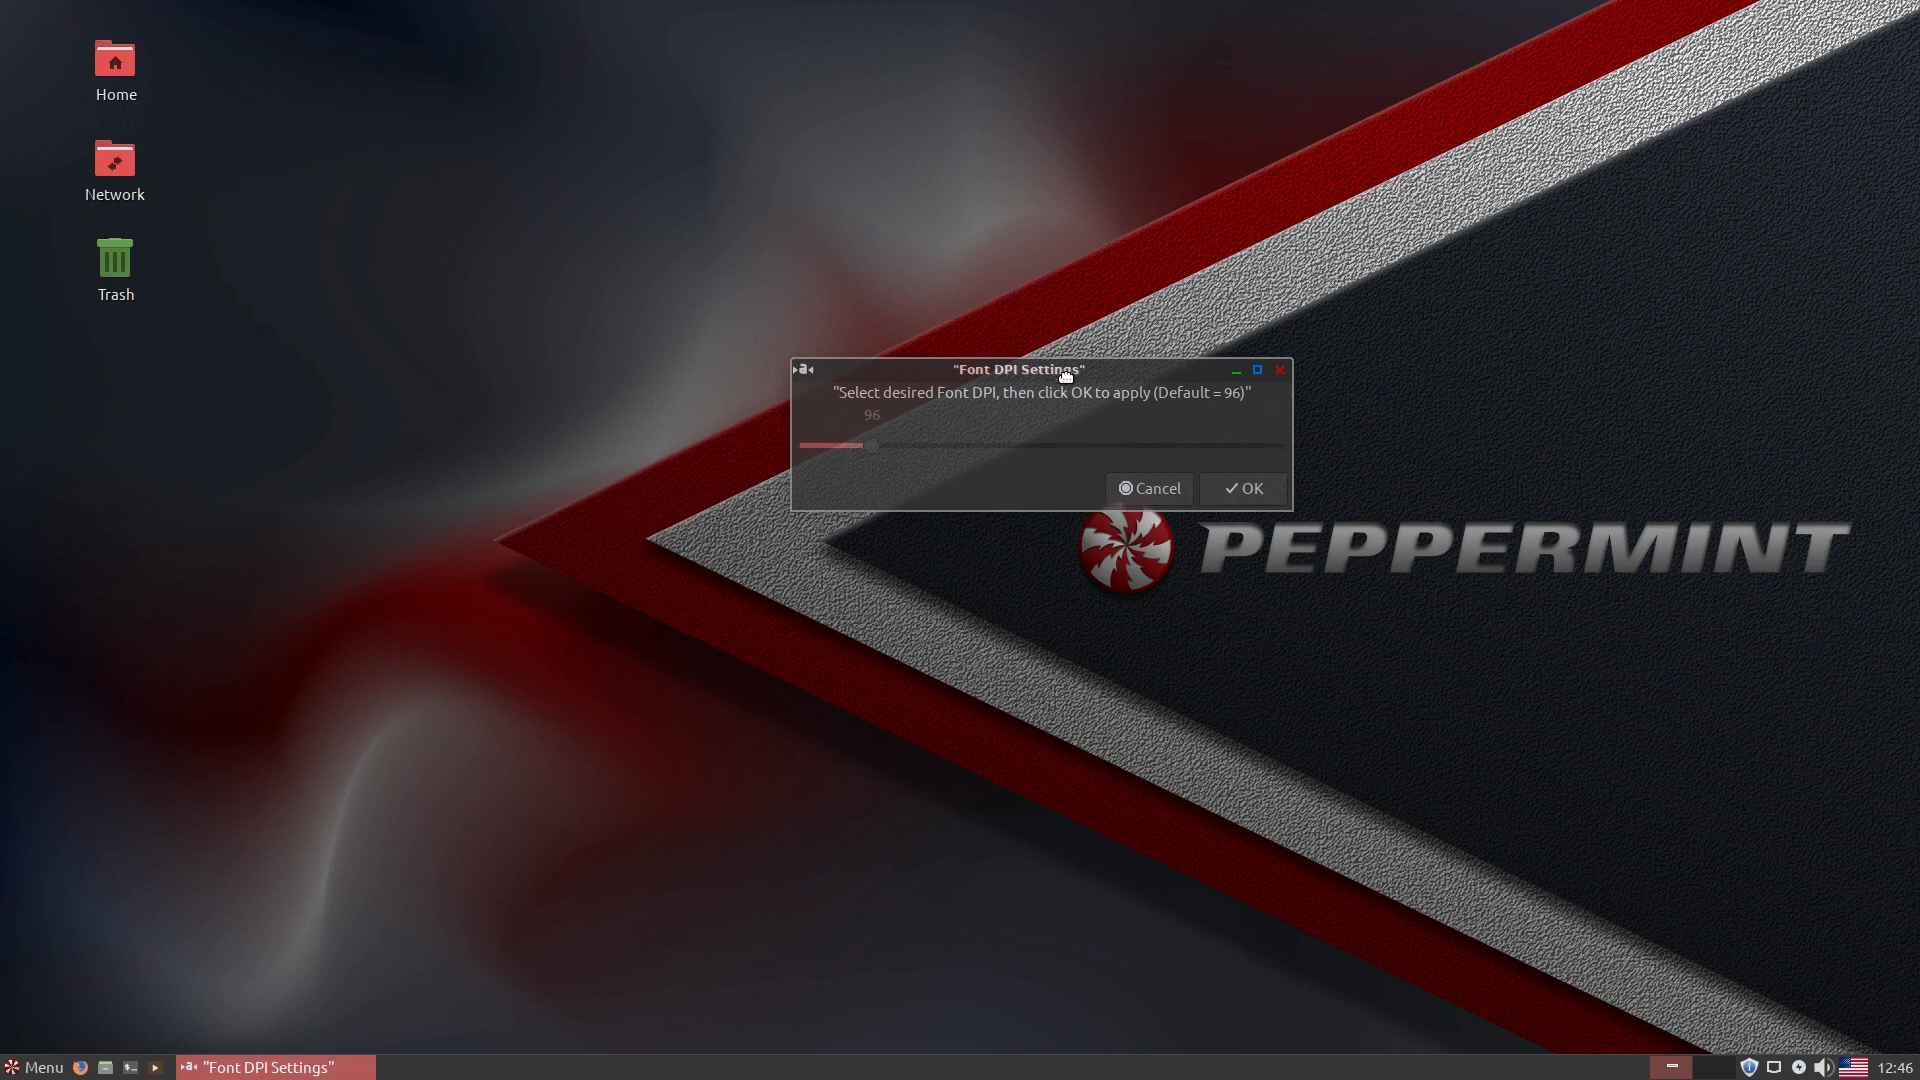 Home
Network
Trash
"Font DPI Settings"
"Select desired Font DPI, then click OK to apply (Default = 96)"
96
Cancel
OK
PEPPERMINT
Menu
"Font DPI Settings"
12:46